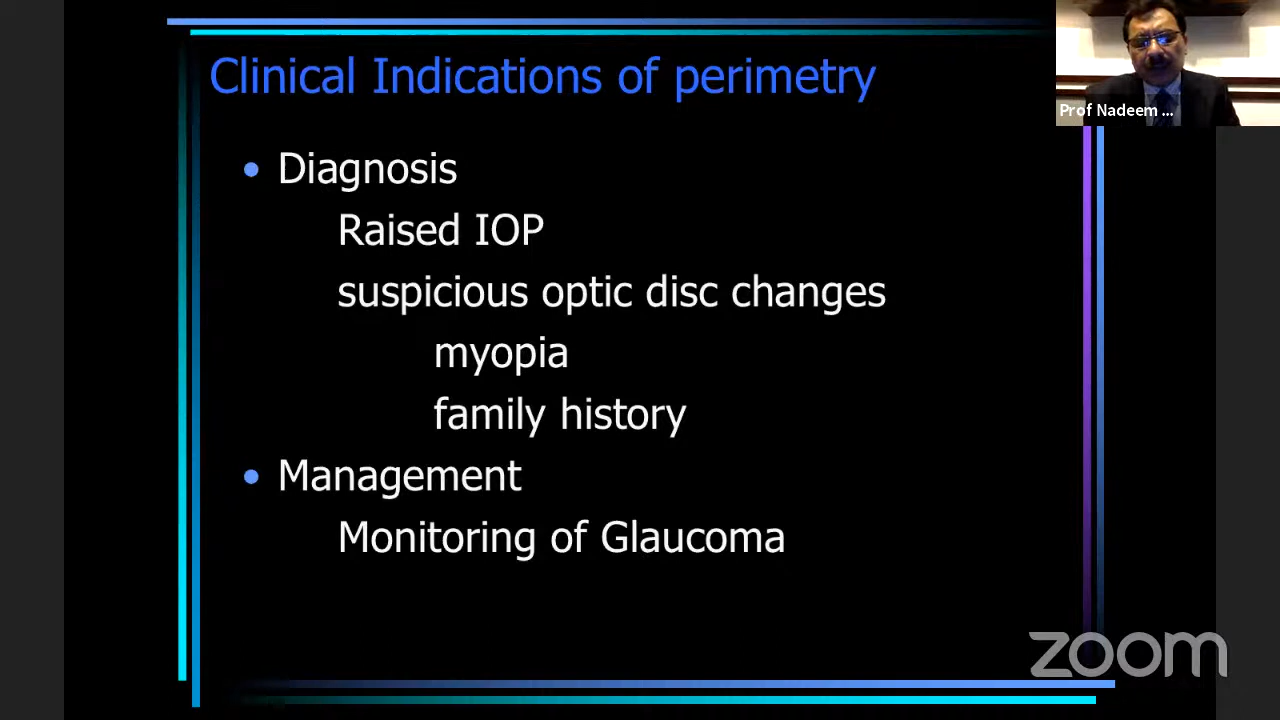 Clinical Indications of perimetry
Prof Nadeem ...
• Diagnosis
Raised IOP
suspicious optic disc changes
myopia
family history
• Management
Monitoring of Glaucoma
zoom